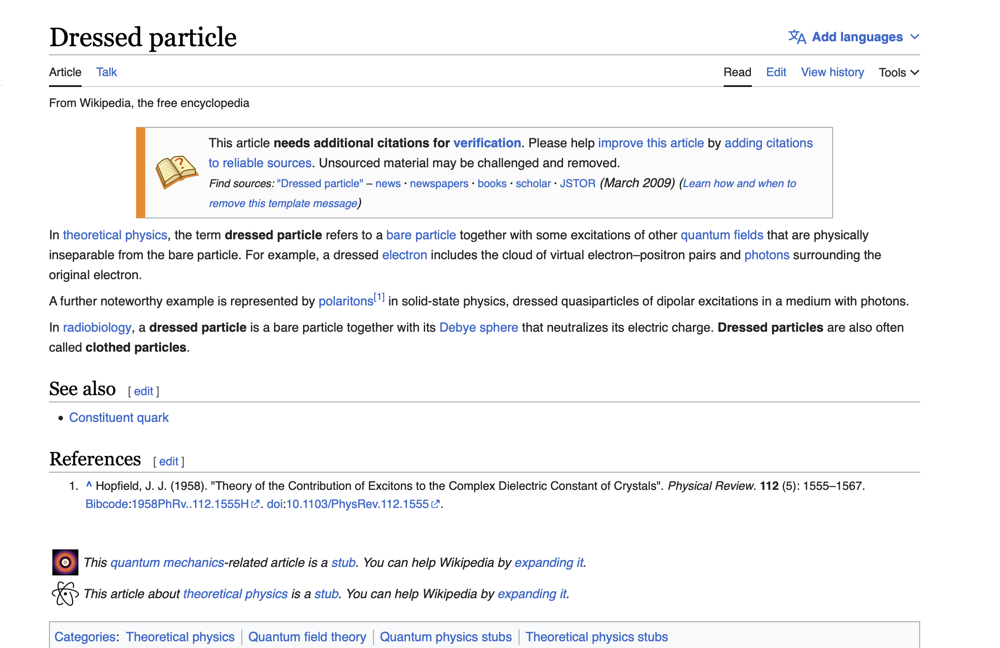 Dressed particle
文A Add languages
Article Talk Read Edit View history Tools
From Wikipedia, the free encyclopedia
This article needs additional citations for verification. Please help improve this article by adding citations
to reliable sources. Unsourced material may be challenged and removed.
Find sources: "Dressed particle" – news · newspapers · books · scholar · JSTOR (March 2009) (Learn how and when to
remove this template message)
In theoretical physics, the term dressed particle refers to a bare particle together with some excitations of other quantum fields that are physically
inseparable from the bare particle. For example, a dressed electron includes the cloud of virtual electron–positron pairs and photons surrounding the
original electron.
A further noteworthy example is represented by polaritons[1] in solid-state physics, dressed quasiparticles of dipolar excitations in a medium with photons.
In radiobiology, a dressed particle is a bare particle together with its Debye sphere that neutralizes its electric charge. Dressed particles are also often
called clothed particles.
See also [ edit ]
• Constituent quark
References [ edit ]
1. ^ Hopfield, J. J. (1958). "Theory of the Contribution of Excitons to the Complex Dielectric Constant of Crystals". Physical Review. 112 (5): 1555–1567.
Bibcode:1958PhRv..112.1555H. doi:10.1103/PhysRev.112.1555.
This quantum mechanics-related article is a stub. You can help Wikipedia by expanding it.
This article about theoretical physics is a stub. You can help Wikipedia by expanding it.
Categories: Theoretical physics | Quantum field theory | Quantum physics stubs | Theoretical physics stubs